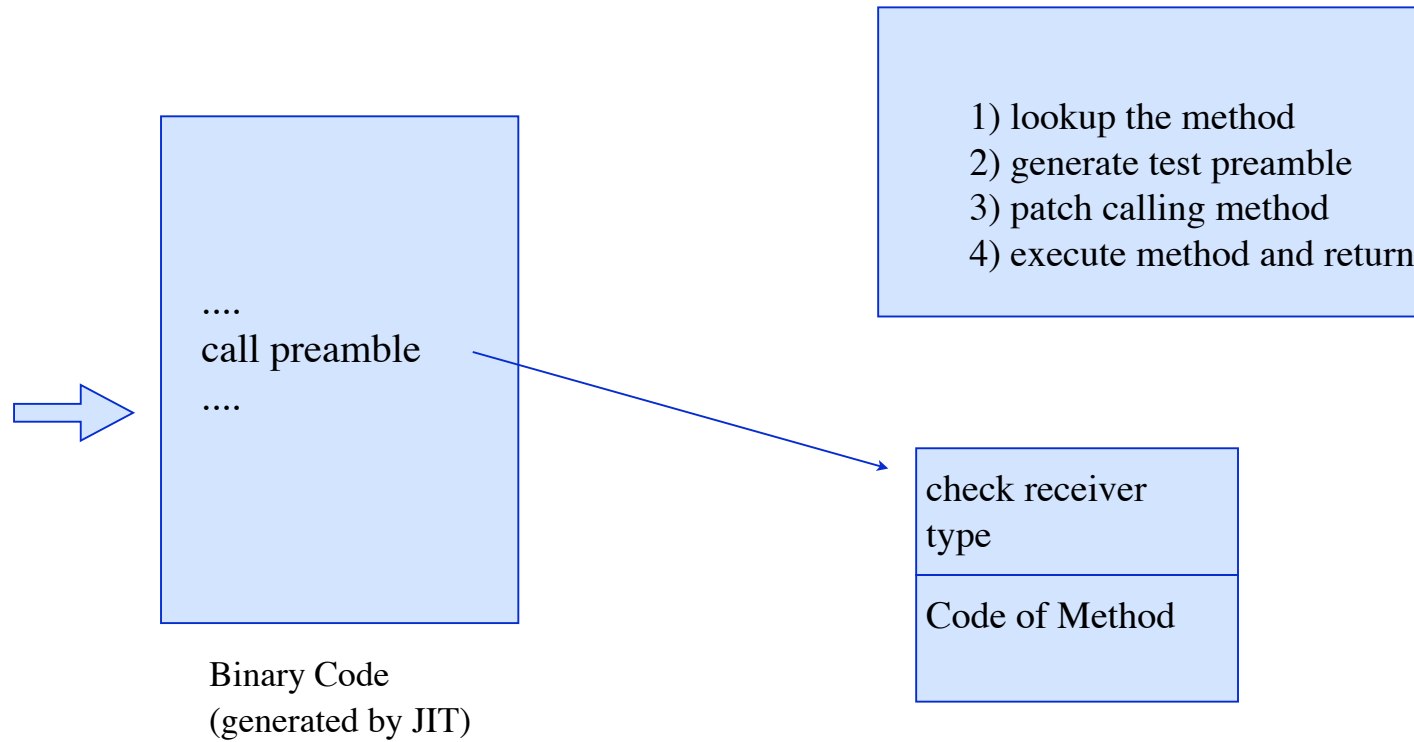 1) lookup the method
2) generate test preamble
3) patch calling method
4) execute method and return
....
call preamble
....
check receiver
type
Code of Method
Binary Code
(generated by JIT)